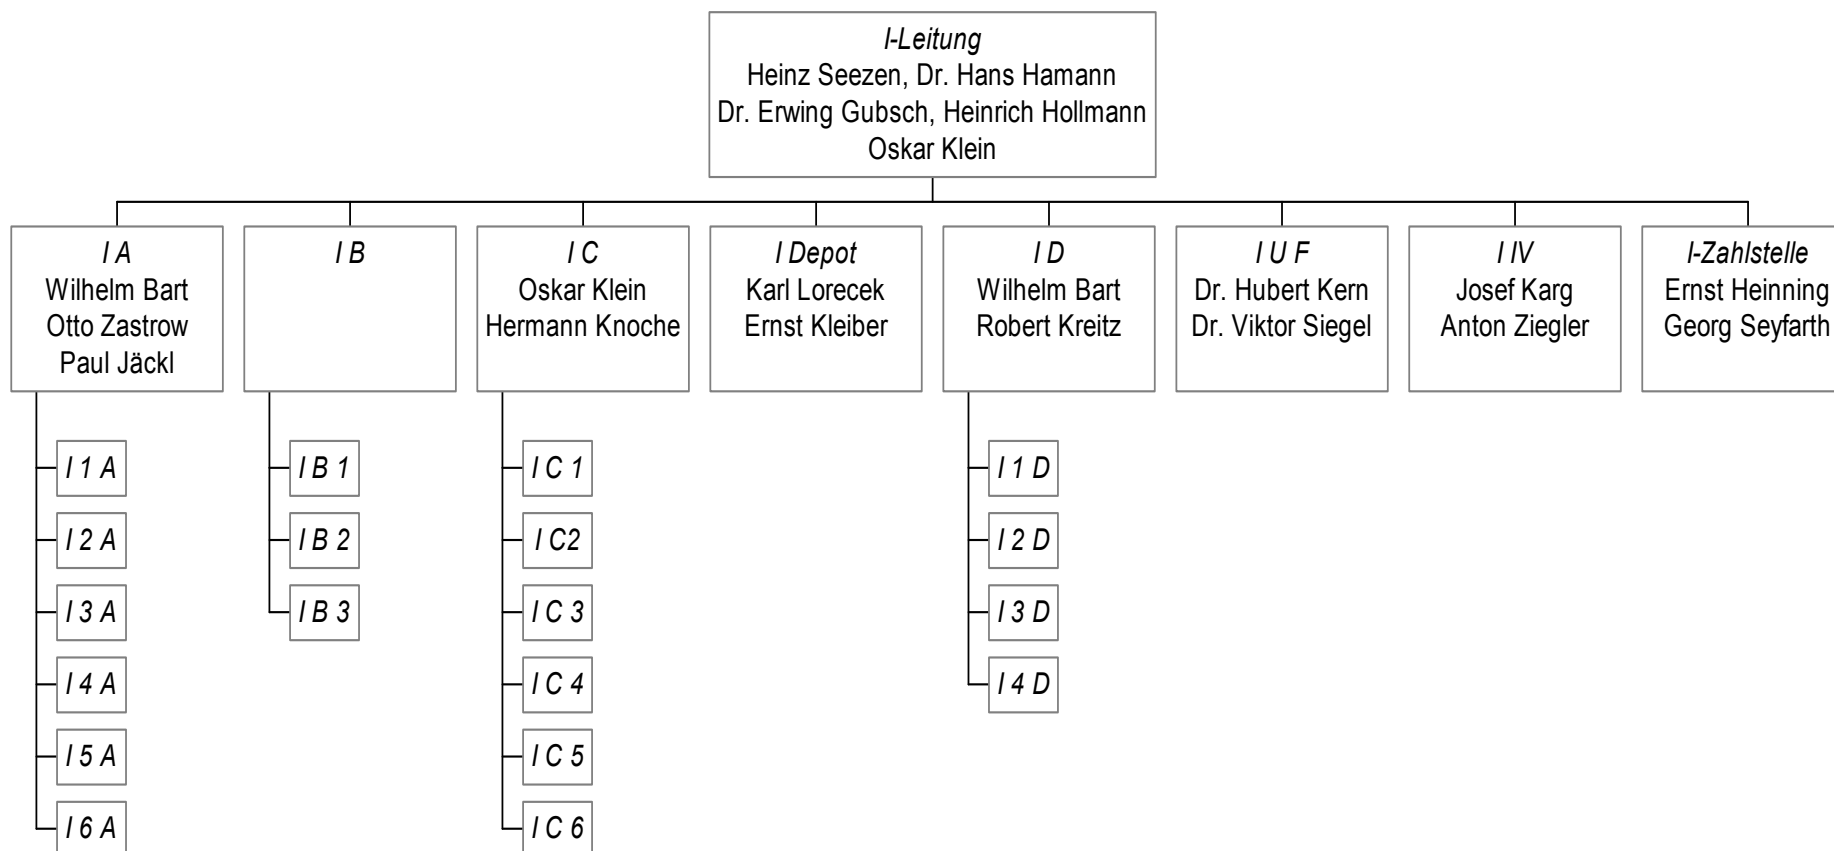 I-Leitung
Heinz Seezen, Dr. Hans Hamann
Dr. Erwing Gubsch, Heinrich Hollmann
Oskar Klein
I A
Wilhelm Bart
Otto Zastrow
Paul Jäckl
I B
I C
Oskar Klein
Hermann Knoche
I Depot
Karl Lorecek
Ernst Kleiber
I D
Wilhelm Bart
Robert Kreitz
I U F
Dr. Hubert Kern
Dr. Viktor Siegel
I IV
Josef Karg
Anton Ziegler
I-Zahlstelle
Ernst Heinning
Georg Seyfarth
I 1 A
I 2 A
I 3 A
I 4 A
I 5 A
I 6 A
I B 1
I B 2
I B 3
I C 1
I C2
I C 3
I C 4
I C 5
I C 6
I 1 D
I 2 D
I 3 D
I 4 D